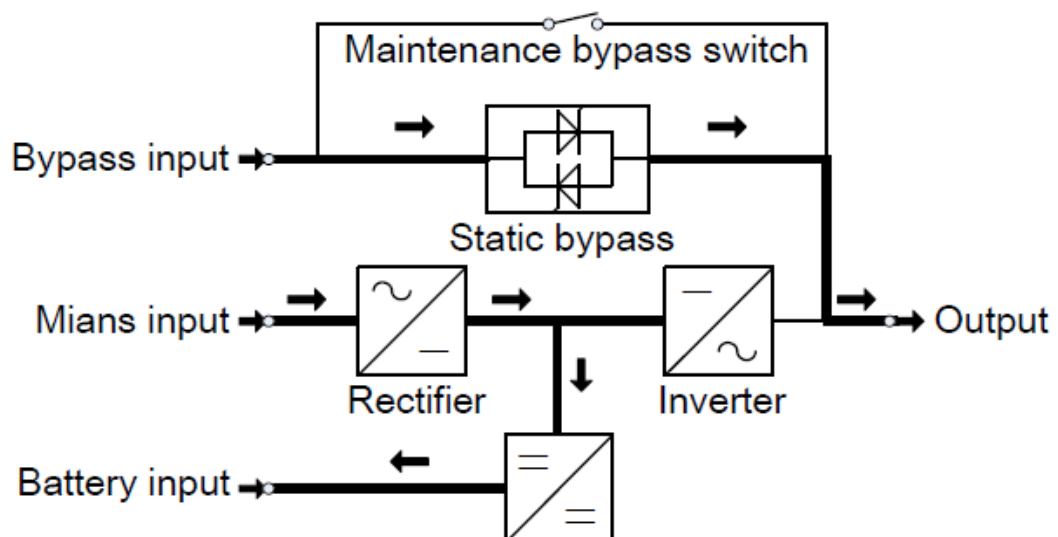 Maintenance bypass switch
Bypass input
Static bypass
Mians input
Output
Rectifier
Inverter
Battery input